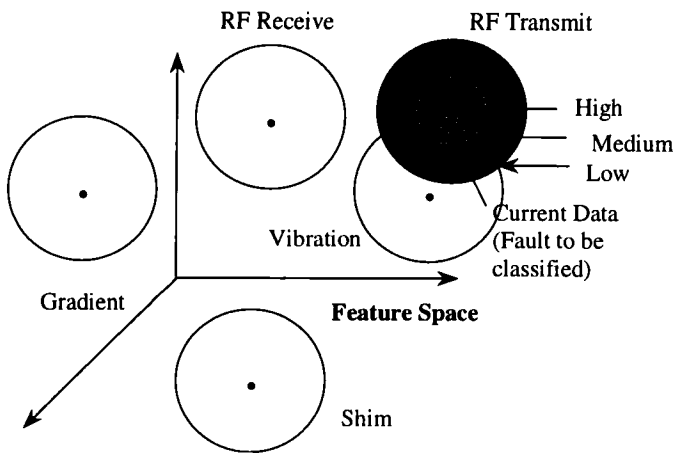 RF Receive
RF Transmit
High
Medium
Low
Current Data
(Fault to be
classified)
Vibration
Gradient
Feature Space
Shim